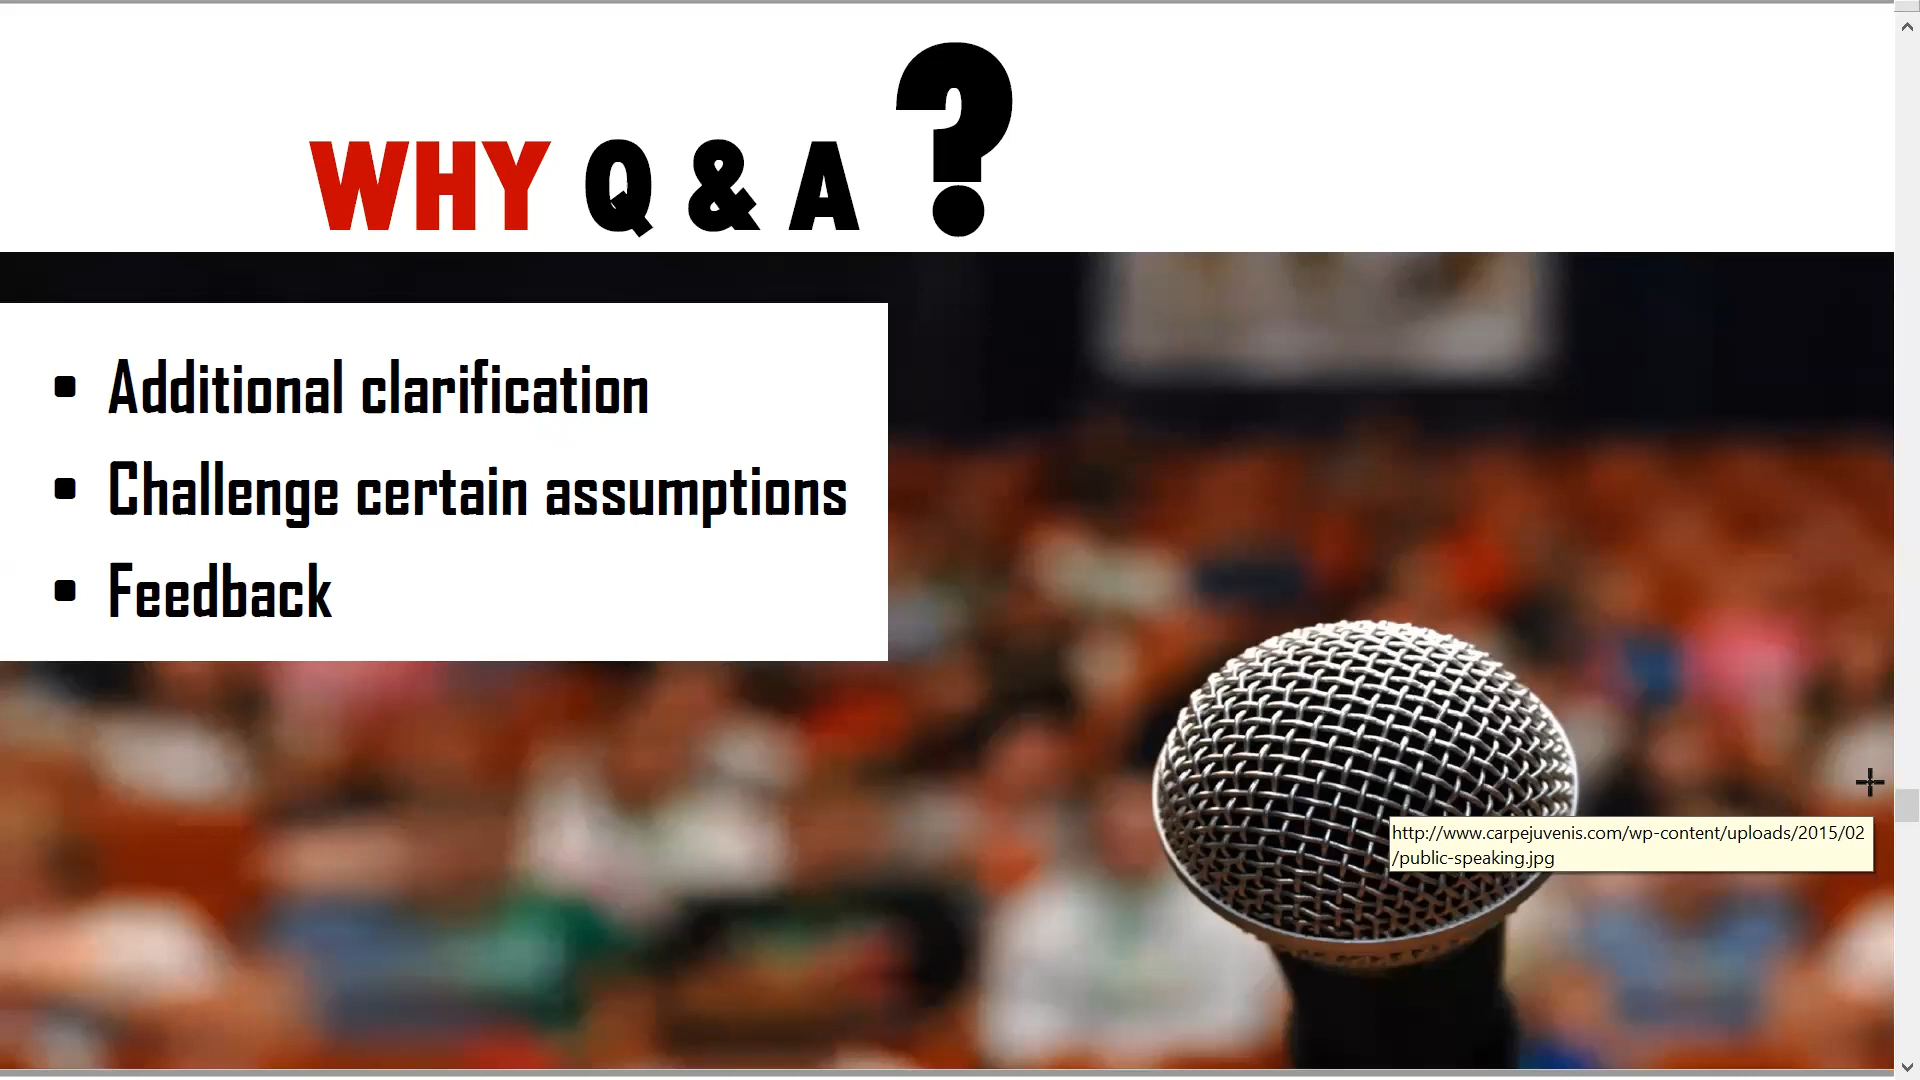 WHY Q & A ?
▪ Additional clarification
▪ Challenge certain assumptions
▪ Feedback
http://www.carpejuvenis.com/wp-content/uploads/2015/02
/public-speaking.jpg